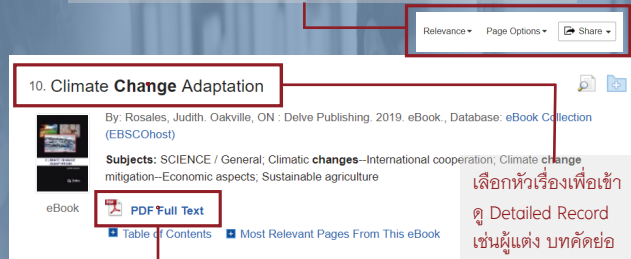 Relevance Page Options Share
10. Climate Change Adaptation
By: Rosales, Judith. Oakville, ON : Delve Publishing. 2019. eBook., Database: eBook Collection
(EBSCOhost)
Subjects: SCIENCE / General; Climatic changes--International cooperation; Climate change
mitigation--Economic aspects; Sustainable agriculture
eBook
PDF Full Text
Table of Contents Most Relevant Pages From This eBook
เลือกหัวเรื่องเพื่อเข้า
ดู Detailed Record
เช่นผู้แต่ง บทคัดย่อ